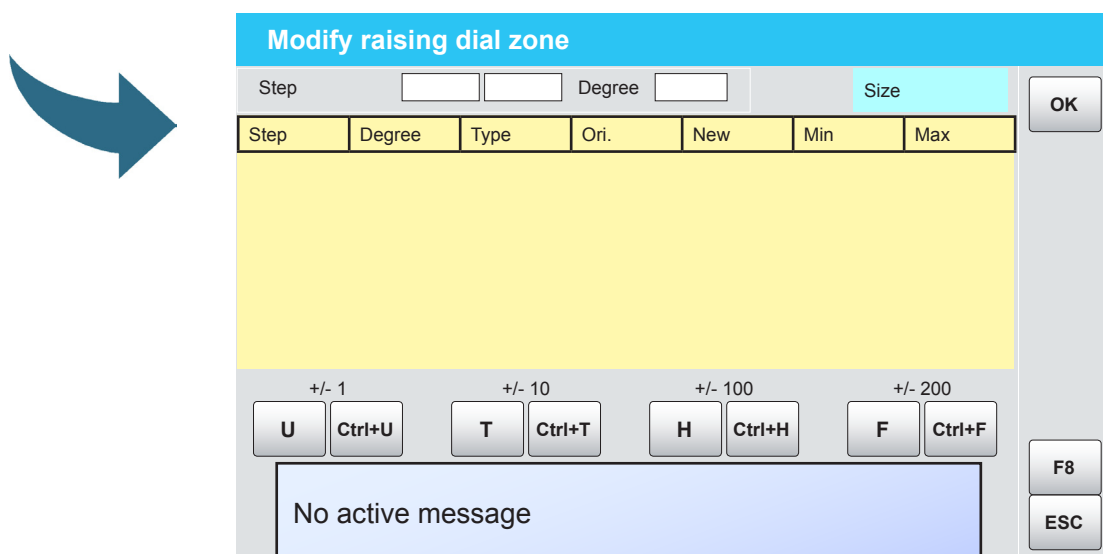 Modify raising dial zone
Step Degree Size OK
Step Degree Type Ori. New Min Max
+/- 1 +/- 10 +/- 100 +/- 200
U Ctrl+U T Ctrl+T H Ctrl+H F Ctrl+F
F8
No active message
ESC